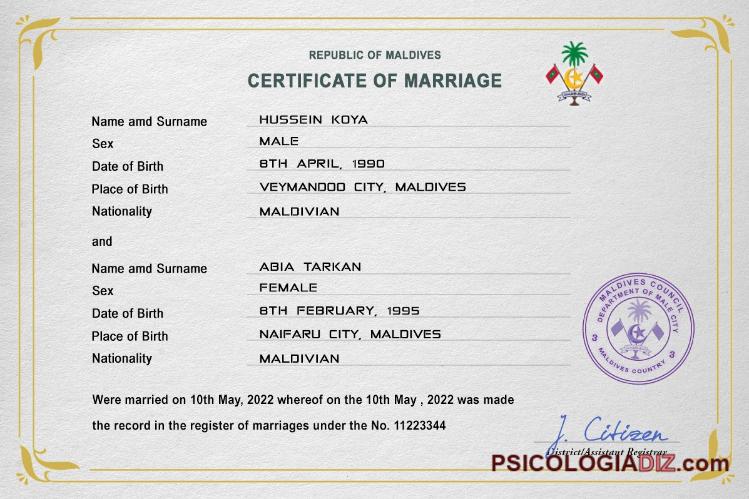 REPUBLIC OF MALDIVES
CERTIFICATE OF MARRIAGE
Name amd Surname HUSSEIN KOYA
Sex MALE
Date of Birth 8TH APRIL, 1990
Place of Birth VEYMANDOO CITY, MALDIVES
Nationality MALDIVIAN
and
Name amd Surname ABIA TARKAN
Sex FEMALE
Date of Birth 8TH FEBRUARY, 1995
Place of Birth NAIFARU CITY, MALDIVES
Nationality MALDIVIAN
MALDIVES COUNCIL
DEPARTMENT OF MALE CITY
3 3
MALDIVES COUNTRY
Were married on 10th May, 2022 whereof on the 10th May , 2022 was made
the record in the register of marriages under the No. 11223344
J. Citizen
District/Assistant Registrar
PSICOLOGIADIZ.com